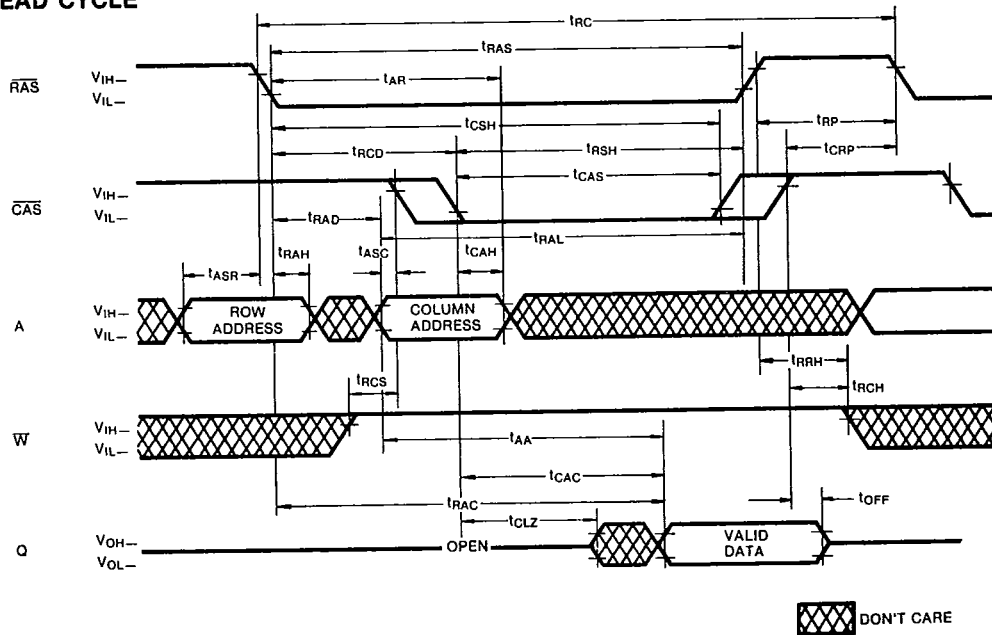 EAD CYCLE
tRC
tRAS
tAR
RAS
VIH–
VIL–
tCSH
tRP
tRCD
tRSH
tCRP
tCAS
CAS
VIH–
VIL–
tRAD
tRAL
tRAH
tASC
tCAH
tASR
A
VIH–
VIL–
ROW
ADDRESS
COLUMN
ADDRESS
tRRH
tRCS
tRCH
W
VIH–
VIL–
tAA
tCAC
tRAC
tOFF
tCLZ
Q
VOH–
VOL–
OPEN
VALID
DATA
DON'T CARE